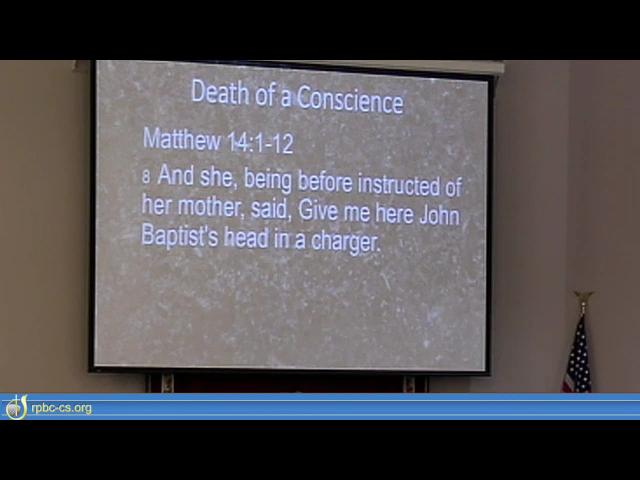 Death of a Conscience
Matthew 14:1-12
8 And she, being before instructed of
her mother, said, Give me here John
Baptist's head in a charger.
rpbc-cs.org